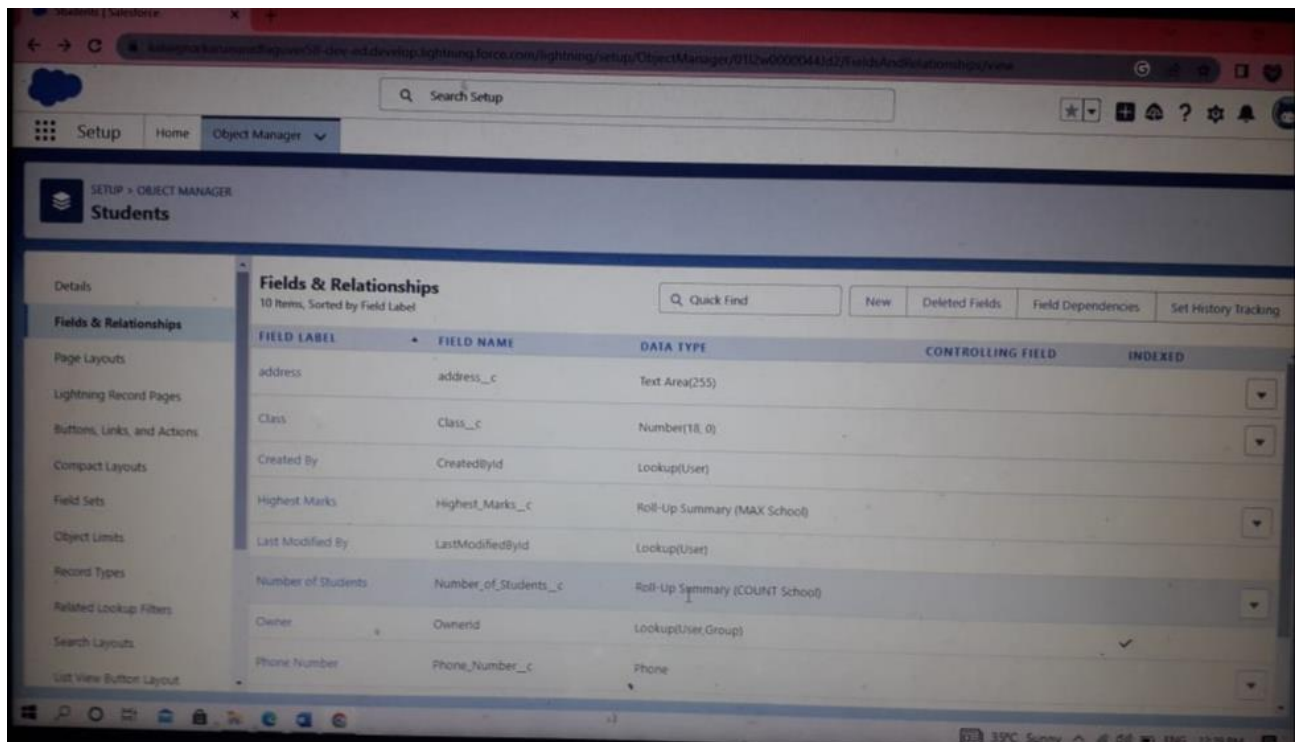 Students | Salesforce
Search Setup
Setup Home Object Manager
SETUP > OBJECT MANAGER
Students
Details
Fields & Relationships
Page Layouts
Lightning Record Pages
Buttons, Links, and Actions
Compact Layouts
Field Sets
Object Limits
Record Types
Related Lookup Filters
Search Layouts
List View Button Layout
Fields & Relationships
10 Items, Sorted by Field Label
Quick Find
New Deleted Fields Field Dependencies Set History Tracking
FIELD LABEL FIELD NAME DATA TYPE CONTROLLING FIELD INDEXED
address address__c Text Area(255)
Class Class__c Number(18, 0)
Created By CreatedById Lookup(User)
Highest Marks Highest_Marks__c Roll-Up Summary (MAX School)
Last Modified By LastModifiedById Lookup(User)
Number of Students Number_of_Students__c Roll-Up Summary (COUNT School)
Owner OwnerId Lookup(User,Group)
Phone Number Phone_Number__c Phone
35°C Sunny ENG